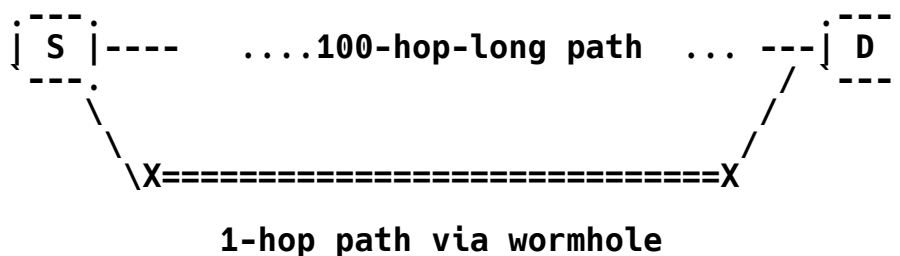 S ....100-hop-long path ... D
X X
1-hop path via wormhole